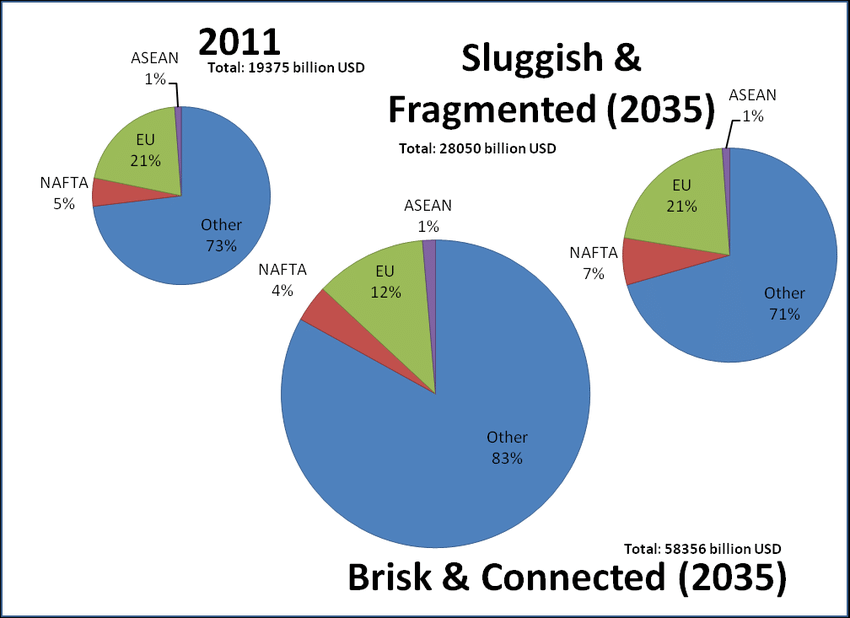 2011
Total: 19375 billion USD
ASEAN
1%
EU
21%
NAFTA
5%
Other
73%
Sluggish &
Fragmented (2035)
Total: 28050 billion USD
ASEAN
1%
EU
21%
NAFTA
7%
Other
71%
ASEAN
1%
NAFTA
4%
EU
12%
Other
83%
Total: 58356 billion USD
Brisk & Connected (2035)